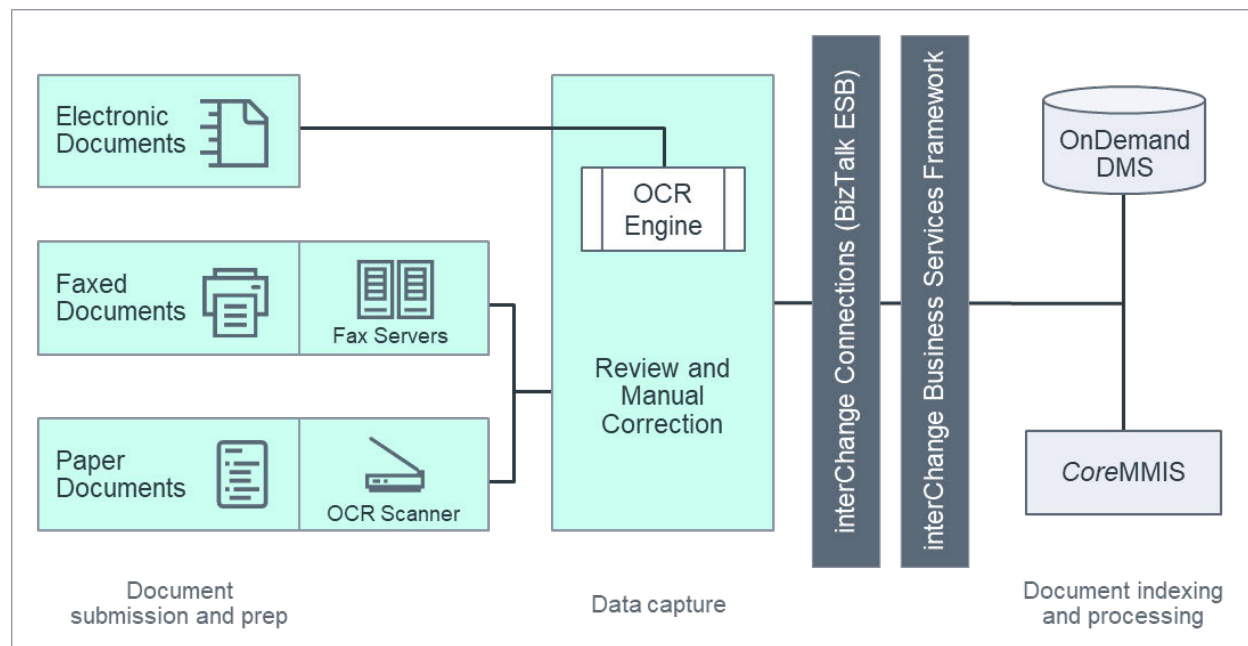 Electronic
Documents
OCR
Engine
Faxed
Documents
Fax Servers
Paper
Documents
OCR Scanner
Review and
Manual
Correction
interChange Connections (BizTalk ESB)
interChange Business Services Framework
OnDemand
DMS
CoreMMIS
Document
submission and prep
Data capture
Document indexing
and processing